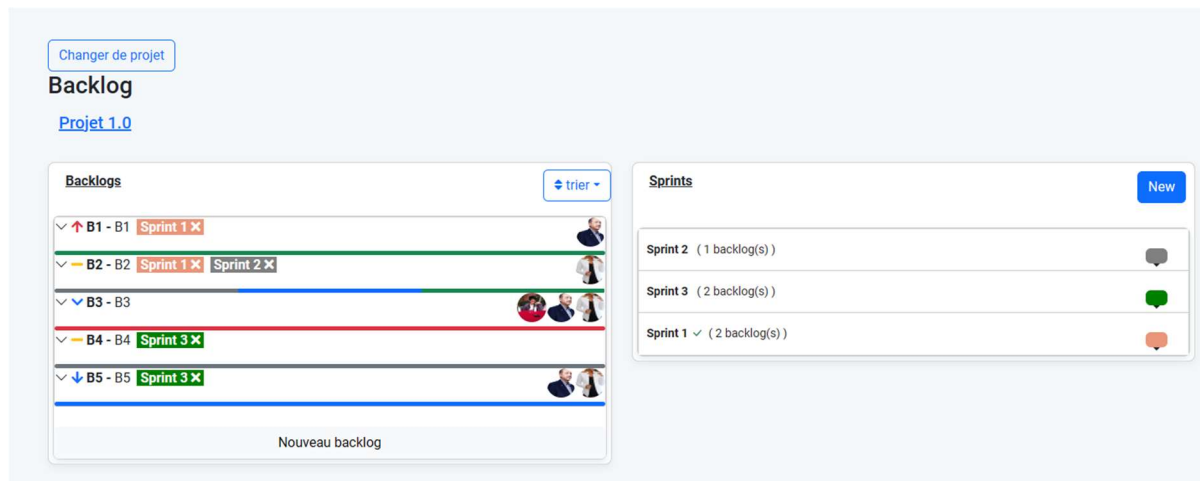 Changer de projet
Backlog
Projet 1.0
Backlogs
trier
B1 - B1 Sprint 1 ×
B2 - B2 Sprint 1 × Sprint 2 ×
B3 - B3
B4 - B4 Sprint 3 ×
B5 - B5 Sprint 3 ×
Nouveau backlog
Sprints
New
Sprint 2 ( 1 backlog(s) )
Sprint 3 ( 2 backlog(s) )
Sprint 1 ✓ ( 2 backlog(s) )